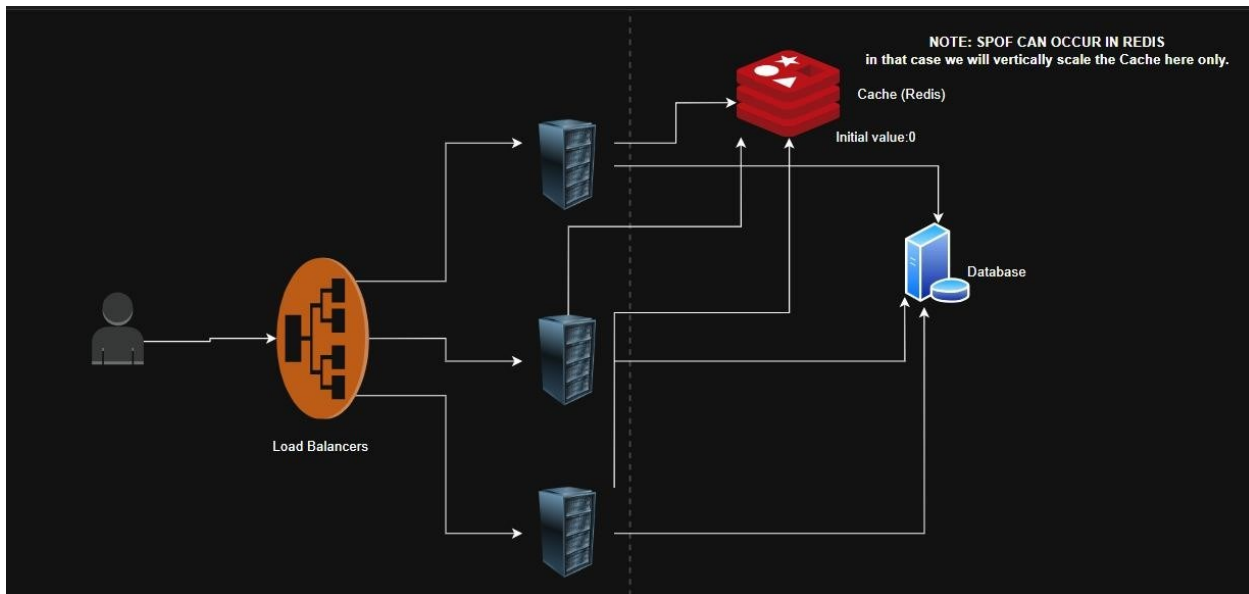 NOTE: SPOF CAN OCCUR IN REDIS
in that case we will vertically scale the Cache here only.
Cache (Redis)
Initial value:0
Database
Load Balancers